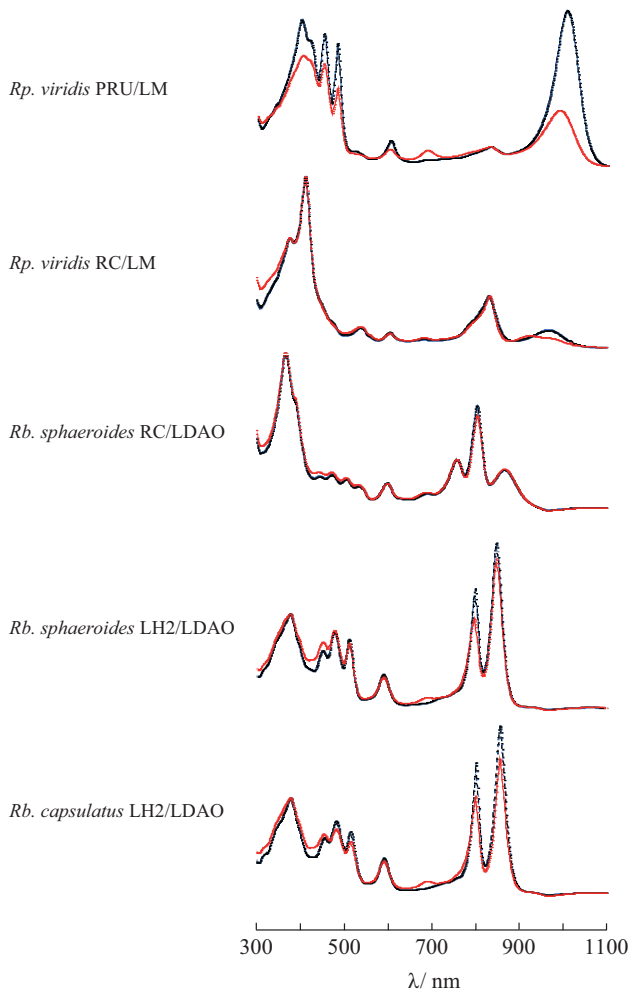 Rp. viridis PRU/LM
Rp. viridis RC/LM
Rb. sphaeroides RC/LDAO
Rb. sphaeroides LH2/LDAO
Rb. capsulatus LH2/LDAO
300 500 700 900 1100
λ/ nm